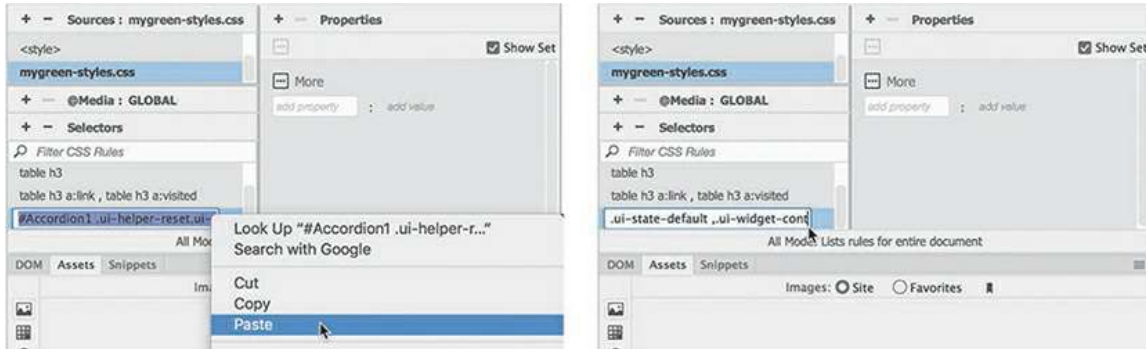 + − Sources : mygreen-styles.css
+ − Properties
<style>
Show Set
mygreen-styles.css
More
+ − @Media : GLOBAL
add property : add value
+ − Selectors
Filter CSS Rules
table h3
table h3 a:link , table h3 a:visited
#Accordion1 .ui-helper-reset.ui-
All Mod
DOM Assets Snippets
Look Up “#Accordion1 .ui-helper-r...”
Search with Google
Cut
Copy
Paste
+ − Sources : mygreen-styles.css
+ − Properties
<style>
Show Set
mygreen-styles.css
More
+ − @Media : GLOBAL
add property : add value
+ − Selectors
Filter CSS Rules
table h3
table h3 a:link , table h3 a:visited
.ui-state-default ,.ui-widget-cont
All Mode: Lists rules for entire document
DOM Assets Snippets
Images: Site Favorites